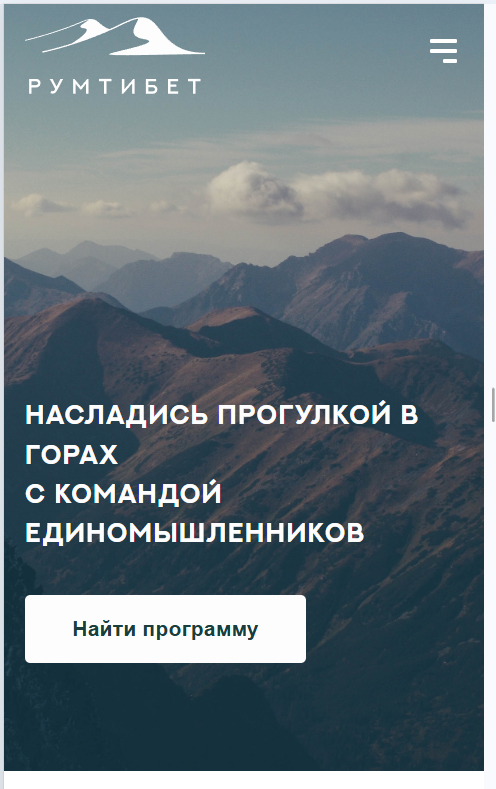 РУМТИБЕТ
НАСЛАДИСЬ ПРОГУЛКОЙ В
ГОРАХ
С КОМАНДОЙ
ЕДИНОМЫШЛЕННИКОВ
Найти программу